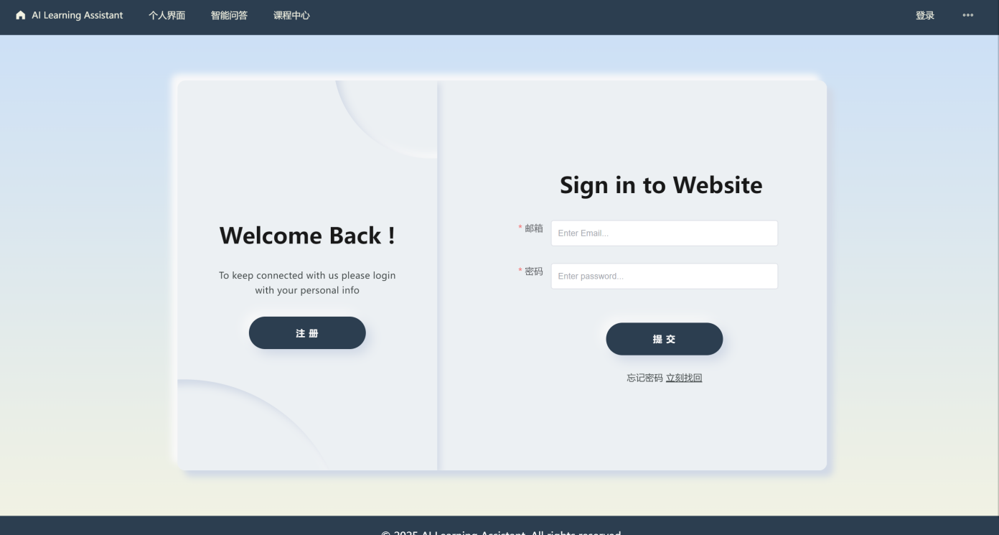 AI Learning Assistant 个人界面 智能问答 课程中心 登录
Welcome Back !
To keep connected with us please login
with your personal info
注 册
Sign in to Website
* 邮箱 Enter Email...
* 密码 Enter password...
提 交
忘记密码 立刻找回
© 2025 AI Learning Assistant. All rights reserved.